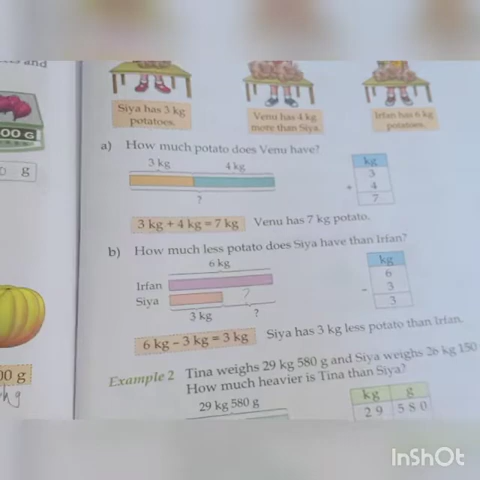 and
00 G
g
Siya has 3 kg
potatoes.
Venu has 4 kg
more than Siya.
Irfan has 6 kg
potatoes.
a) How much potato does Venu have?
3 kg 4 kg
?
kg
3
+ 4
7
3 kg + 4 kg = 7 kg Venu has 7 kg potato.
b) How much less potato does Siya have than Irfan?
6 kg
Irfan
Siya ?
3 kg ?
kg
6
- 3
3
6 kg – 3 kg = 3 kg Siya has 3 kg less potato than Irfan.
00 g
kg
Example 2 Tina weighs 29 kg 580 g and Siya weighs 26 kg 150
How much heavier is Tina than Siya?
29 kg 580 g
kg g
2 9 5 8 0
InShOt